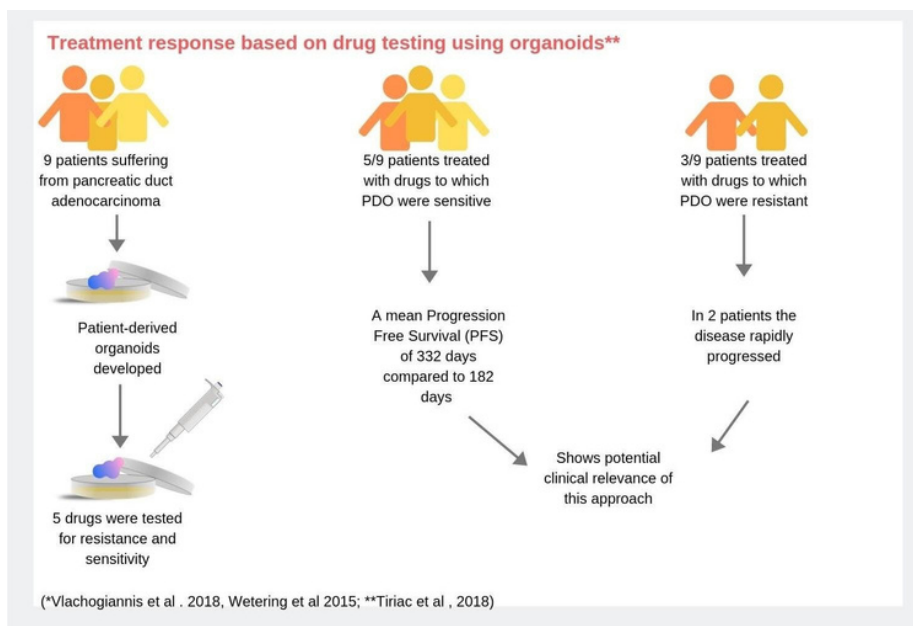 Treatment response based on drug testing using organoids**
9 patients suffering
from pancreatic duct
adenocarcinoma
Patient-derived
organoids
developed
5 drugs were tested
for resistance and
sensitivity
5/9 patients treated
with drugs to which
PDO were sensitive
A mean Progression
Free Survival (PFS)
of 332 days
compared to 182
days
3/9 patients treated
with drugs to which
PDO were resistant
In 2 patients the
disease rapidly
progressed
Shows potential
clinical relevance of
this approach
(*Vlachogiannis et al . 2018, Wetering et al 2015; **Tiriac et al , 2018)